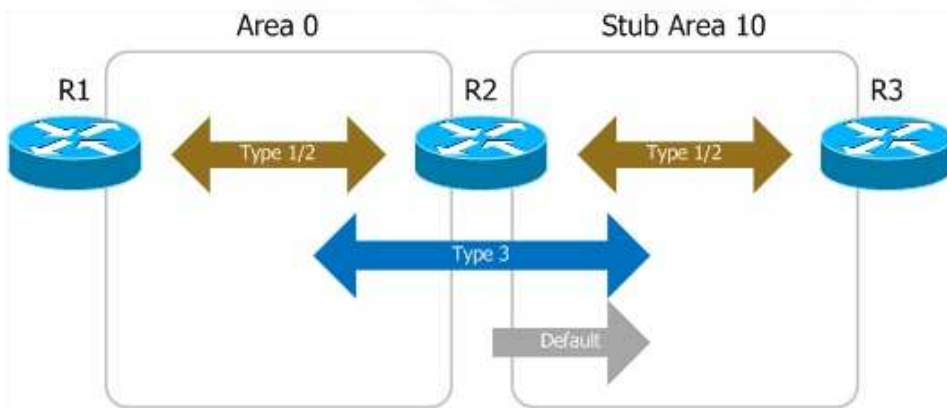 Area 0
Stub Area 10
R1
R2
R3
Type 1/2
Type 1/2
Type 3
Default